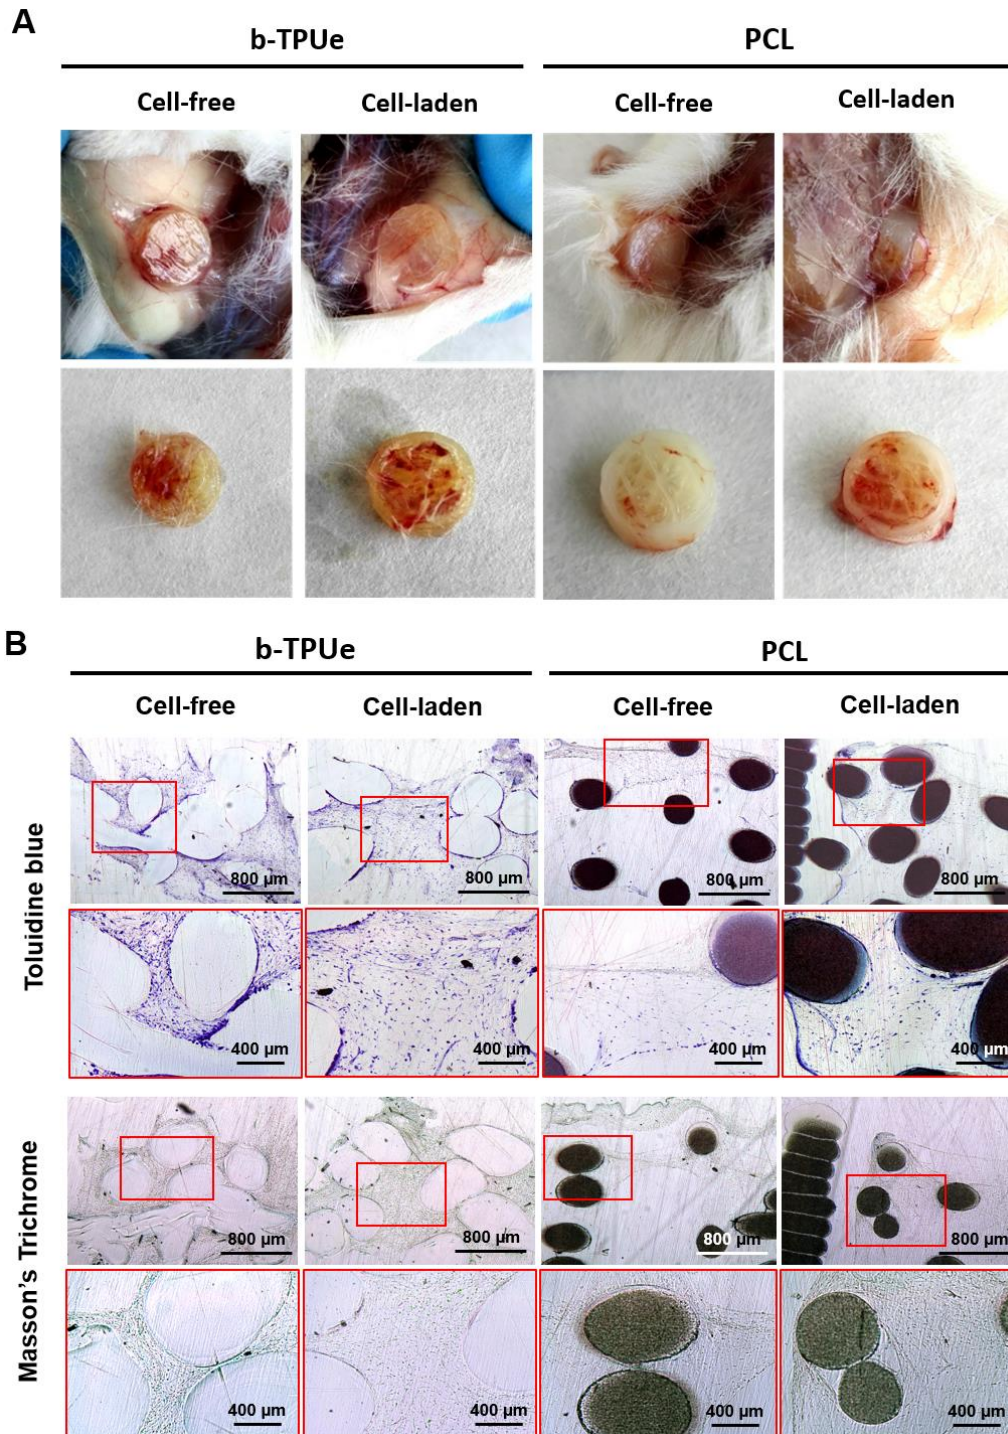 A
b-TPUe PCL
Cell-free Cell-laden Cell-free Cell-laden
B
b-TPUe PCL
Cell-free Cell-laden Cell-free Cell-laden
Toluidine blue
800 µm 800 µm 800 µm 800 µm
400 µm 400 µm 400 µm 400 µm
Masson's Trichrome
800 µm 800 µm 800 µm 800 µm
400 µm 400 µm 400 µm 400 µm